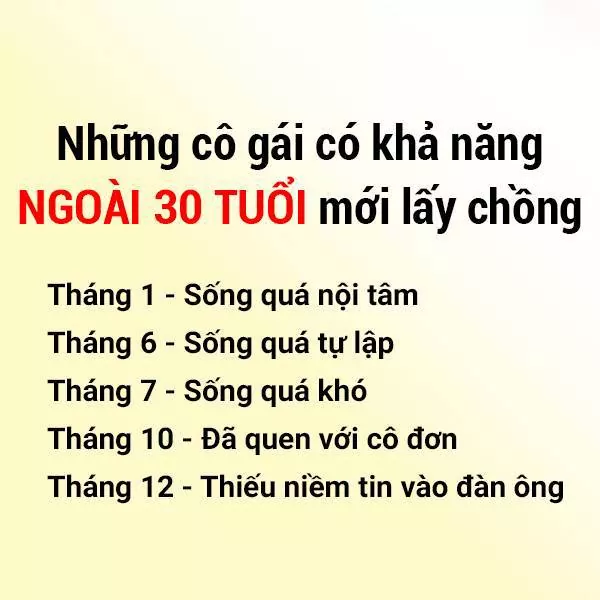 Những cô gái có khả năng
NGOÀI 30 TUỔI mới lấy chồng
Tháng 1 - Sống quá nội tâm
Tháng 6 - Sống quá tự lập
Tháng 7 - Sống quá khó
Tháng 10 - Đã quen với cô đơn
Tháng 12 - Thiếu niềm tin vào đàn ông